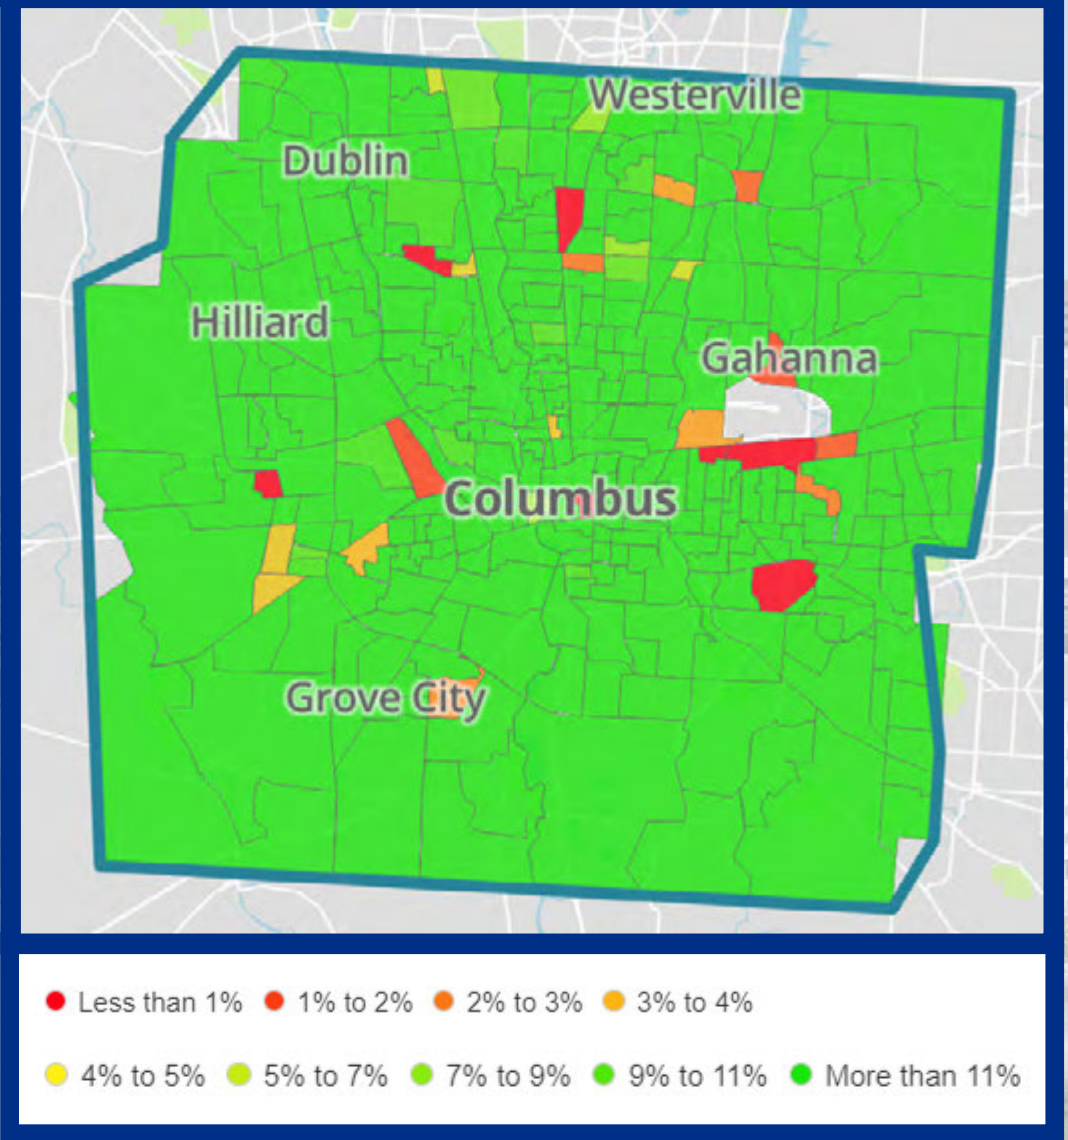 Westerville
Dublin
Hilliard
Gahanna
Columbus
Grove City
Less than 1% 1% to 2% 2% to 3% 3% to 4%
4% to 5% 5% to 7% 7% to 9% 9% to 11% More than 11%